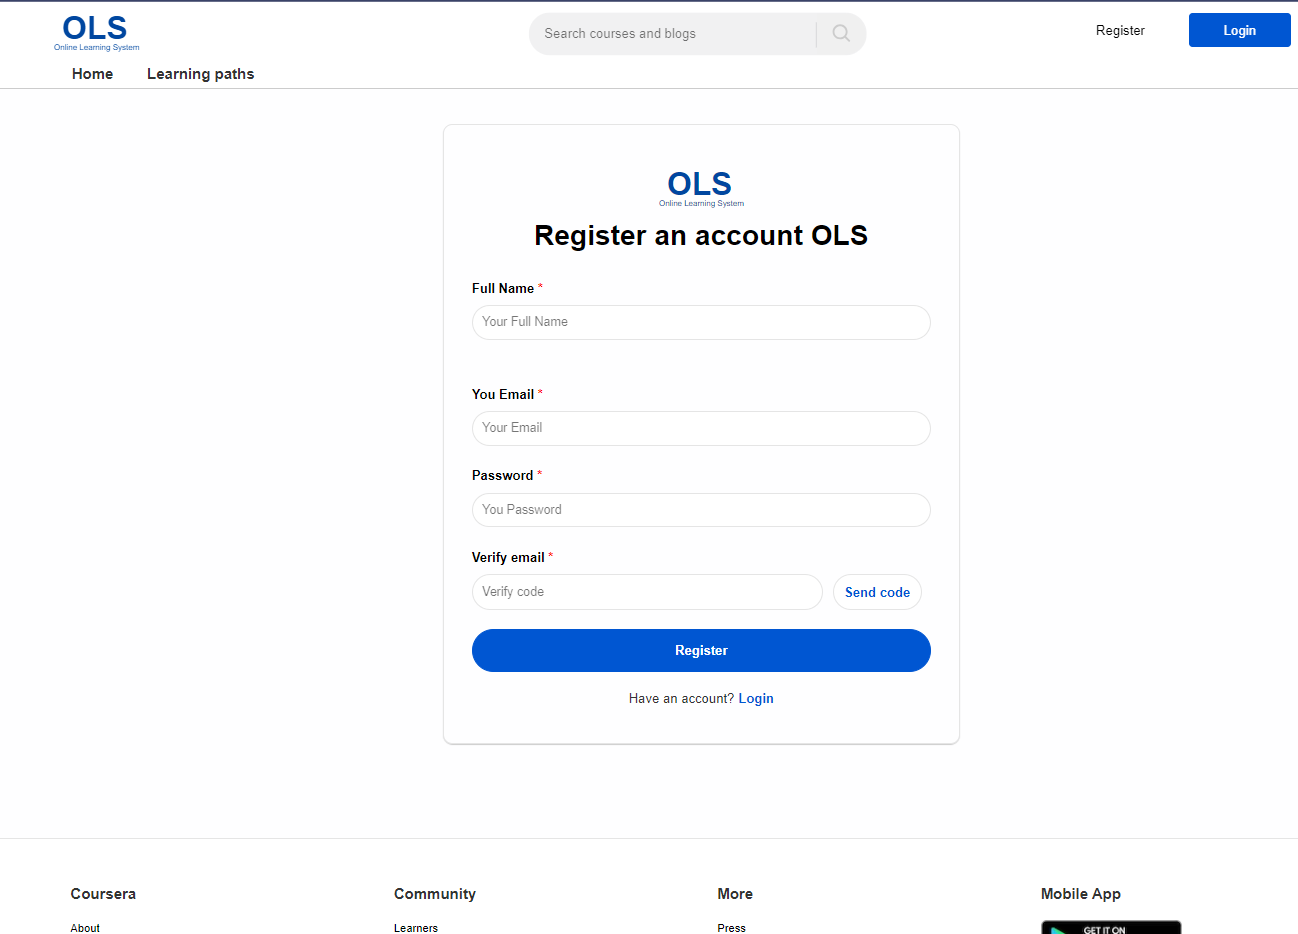 OLS
Online Learning System
Search courses and blogs
Register
Login
Home
Learning paths
OLS
Online Learning System
Register an account OLS
Full Name *
Your Full Name
You Email *
Your Email
Password *
You Password
Verify email *
Verify code
Send code
Register
Have an account? Login
Coursera
Community
More
Mobile App
About
Learners
Press
GET IT ON